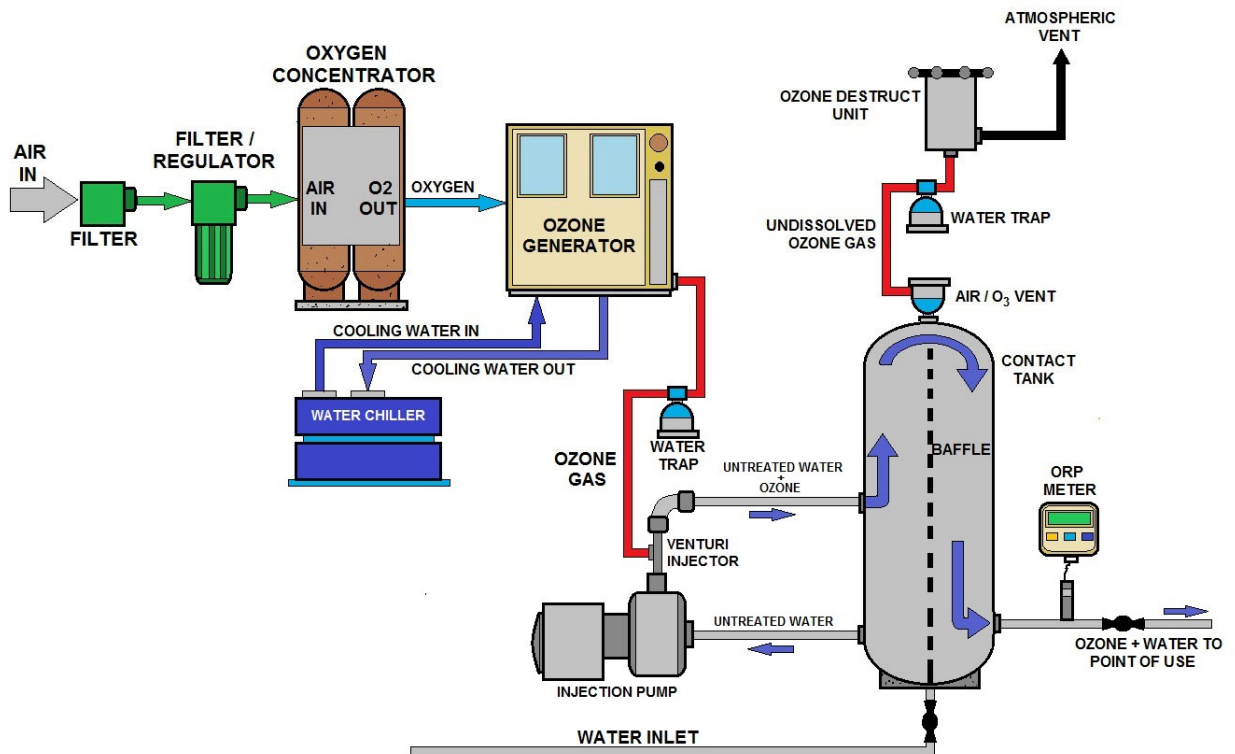 ATMOSPHERIC
VENT
OXYGEN
CONCENTRATOR
OZONE DESTRUCT
UNIT
FILTER /
REGULATOR
AIR
IN
AIR
IN
O2
OUT
OXYGEN
FILTER
OZONE
GENERATOR
WATER TRAP
UNDISSOLVED
OZONE GAS
AIR / O₃ VENT
COOLING WATER IN
COOLING WATER OUT
CONTACT
TANK
WATER CHILLER
WATER
TRAP
OZONE
GAS
UNTREATED WATER
+
OZONE
BAFFLE
ORP
METER
VENTURI
INJECTOR
UNTREATED WATER
OZONE + WATER TO
POINT OF USE
INJECTION PUMP
WATER INLET